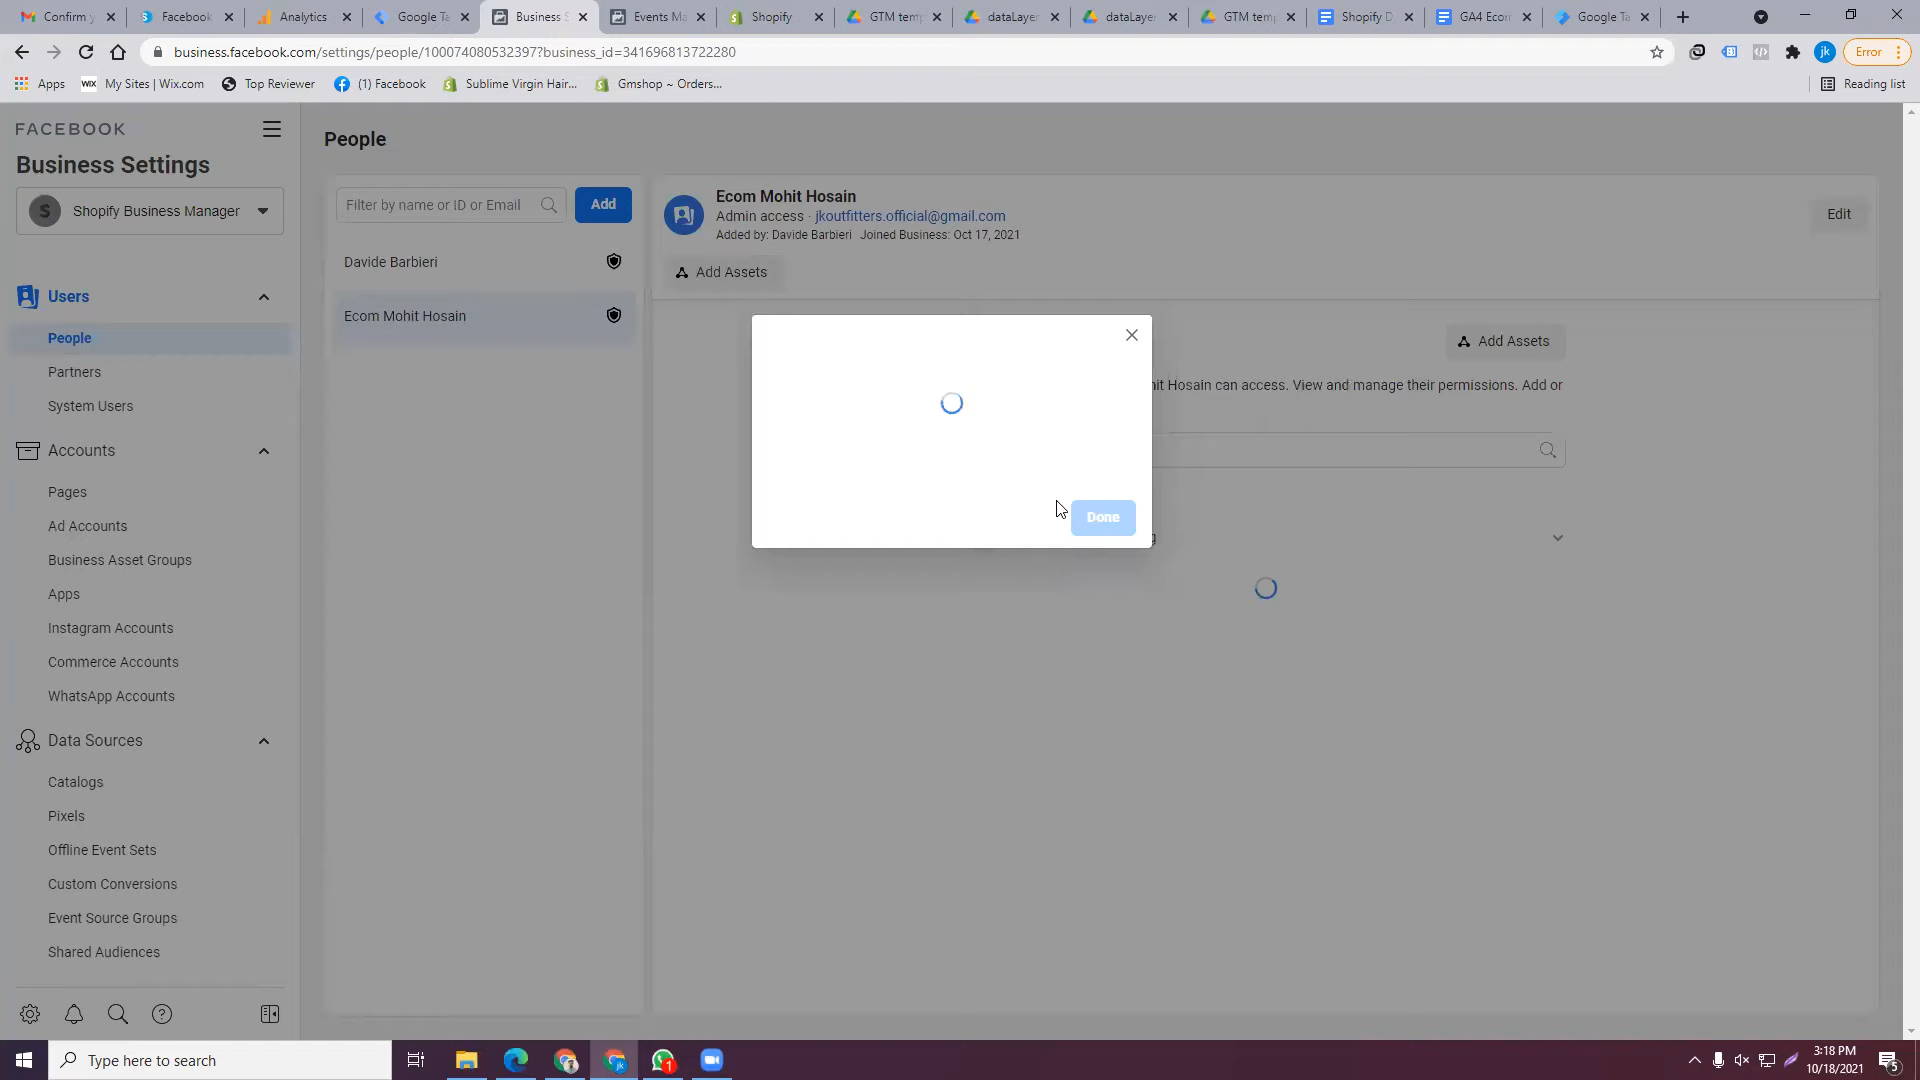 Confirm y
Facebook
Analytics
Google Ta
Business S
Events Ma
Shopify
GTM temp
dataLayer
dataLayer
GTM temp
Shopify D
GA4 Ecom
Google Ta
business.facebook.com/settings/people/100074080532397?business_id=341696813722280
jk
Error
Apps
WIX My Sites | Wix.com
Top Reviewer
(1) Facebook
Sublime Virgin Hair...
Gmshop ~ Orders...
Reading list
FACEBOOK
Business Settings
S Shopify Business Manager
Users
People
Partners
System Users
Accounts
Pages
Ad Accounts
Business Asset Groups
Apps
Instagram Accounts
Commerce Accounts
WhatsApp Accounts
Data Sources
Catalogs
Pixels
Offline Event Sets
Custom Conversions
Event Source Groups
Shared Audiences
People
Filter by name or ID or Email
Add
Davide Barbieri
Ecom Mohit Hosain
Ecom Mohit Hosain
Admin access · jkoutfitters.official@gmail.com
Added by: Davide Barbieri Joined Business: Oct 17, 2021
Edit
Add Assets
Add Assets
hit Hosain can access. View and manage their permissions. Add or
Done
g
Type here to search
jk
1
3:18 PM
10/18/2021
5